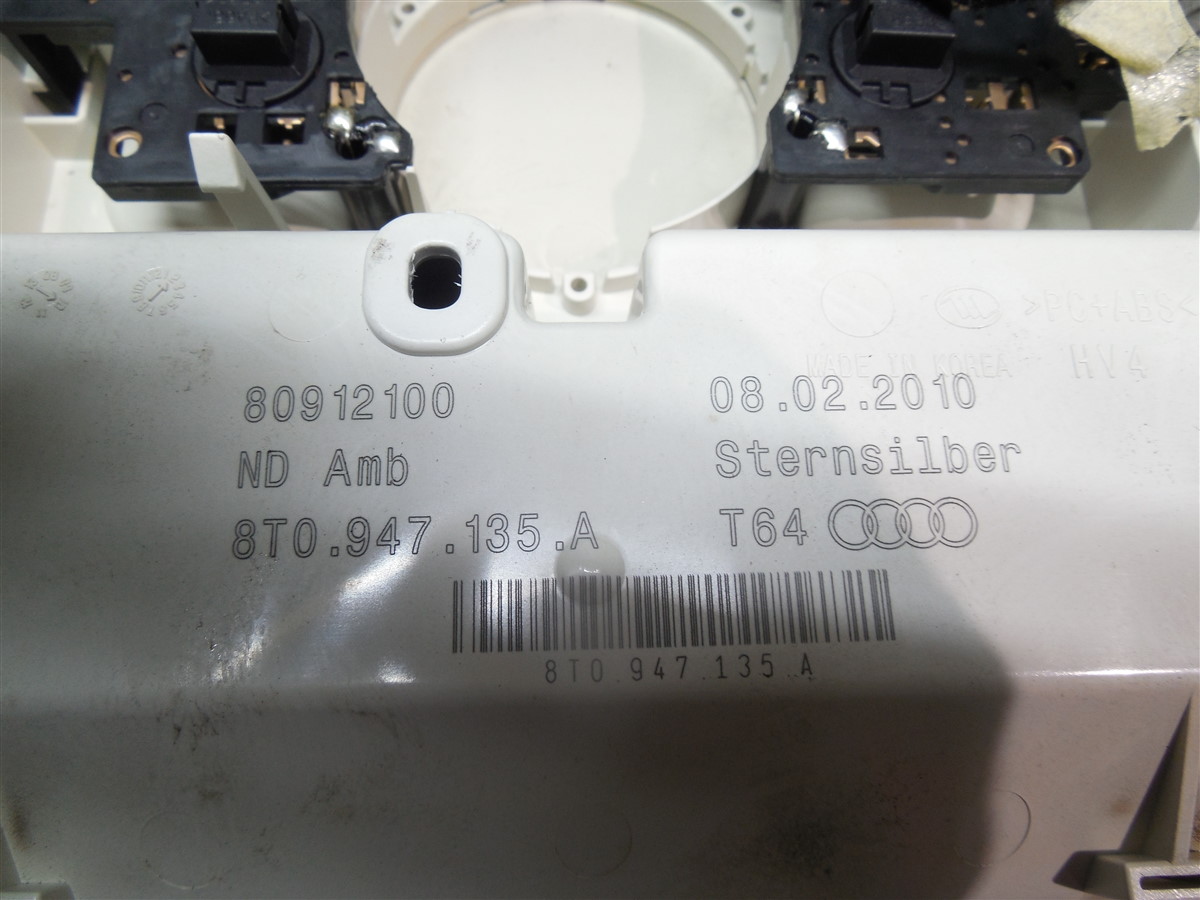 >PC+ABS<
MADE IN KOREA HV4
80912100 08.02.2010
ND Amb Sternsilber
8T0.947.135.A T64
8T0.947.135.A